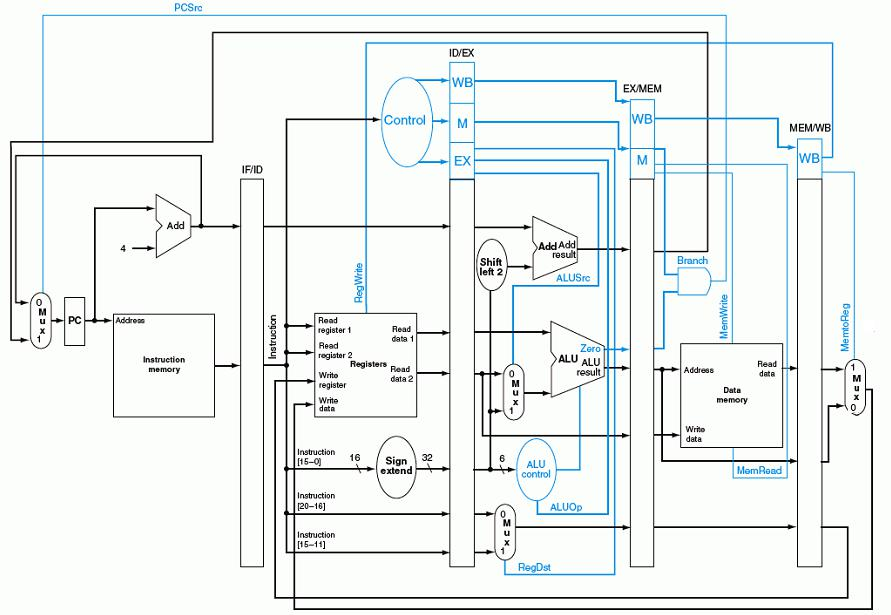 PCSrc
ID/EX
WB
EX/MEM
Control
M
WB
MEM/WB
EX
M
WB
IF/ID
Add
4
Add Add
result
Shift
left 2
ALUSrc
Branch
RegWrite
MemWrite
MemtoReg
0
M
u
x
1
PC
Address
Instruction
memory
Instruction
Read
register 1
Read
register 2
Write
register
Write
data
Registers
Read
data 1
Read
data 2
0
M
u
x
1
ALU
Zero
ALU
result
Address
Read
data
Data
memory
Write
data
1
M
u
x
0
Instruction
[15–0]
16
Sign
extend
32
6
ALU
control
MemRead
Instruction
[20–16]
ALUOp
0
M
u
x
1
Instruction
[15–11]
RegDst